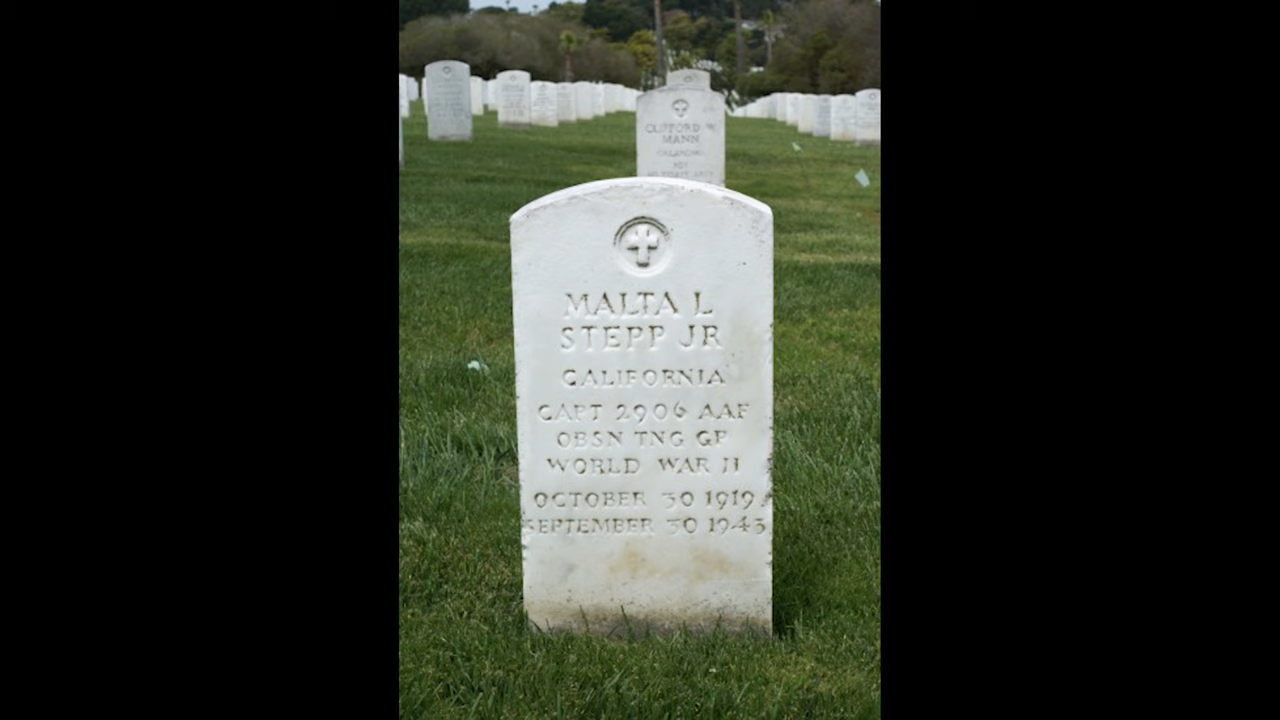 CLIFFORD W
MANN
MALTA L
STEPP JR
CALIFORNIA
CAPT 2906 AAF
OBSN TNG GP
WORLD WAR II
OCTOBER 30 1919
SEPTEMBER 30 1943